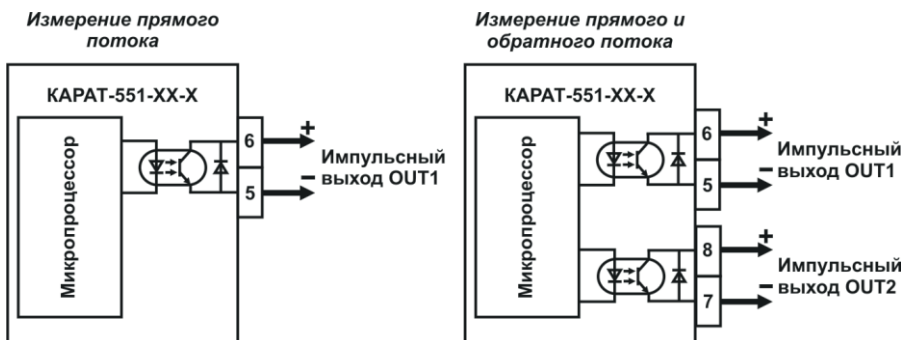 Измерение прямого
потока
КАРАТ-551-ХХ-Х
Микропроцессор
6
+
Импульсный
выход OUT1
5
−
Измерение прямого и
обратного потока
КАРАТ-551-ХХ-Х
Микропроцессор
6
+
Импульсный
выход OUT1
5
−
8
+
Импульсный
выход OUT2
7
−